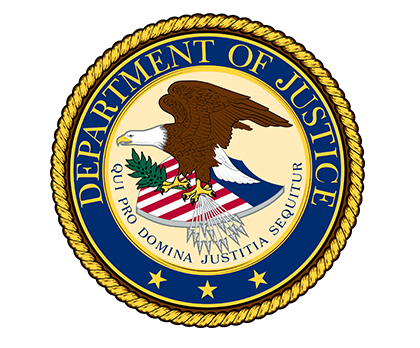 DEPARTMENT OF JUSTICE
QUI PRO DOMINA JUSTITIA SEQUITUR